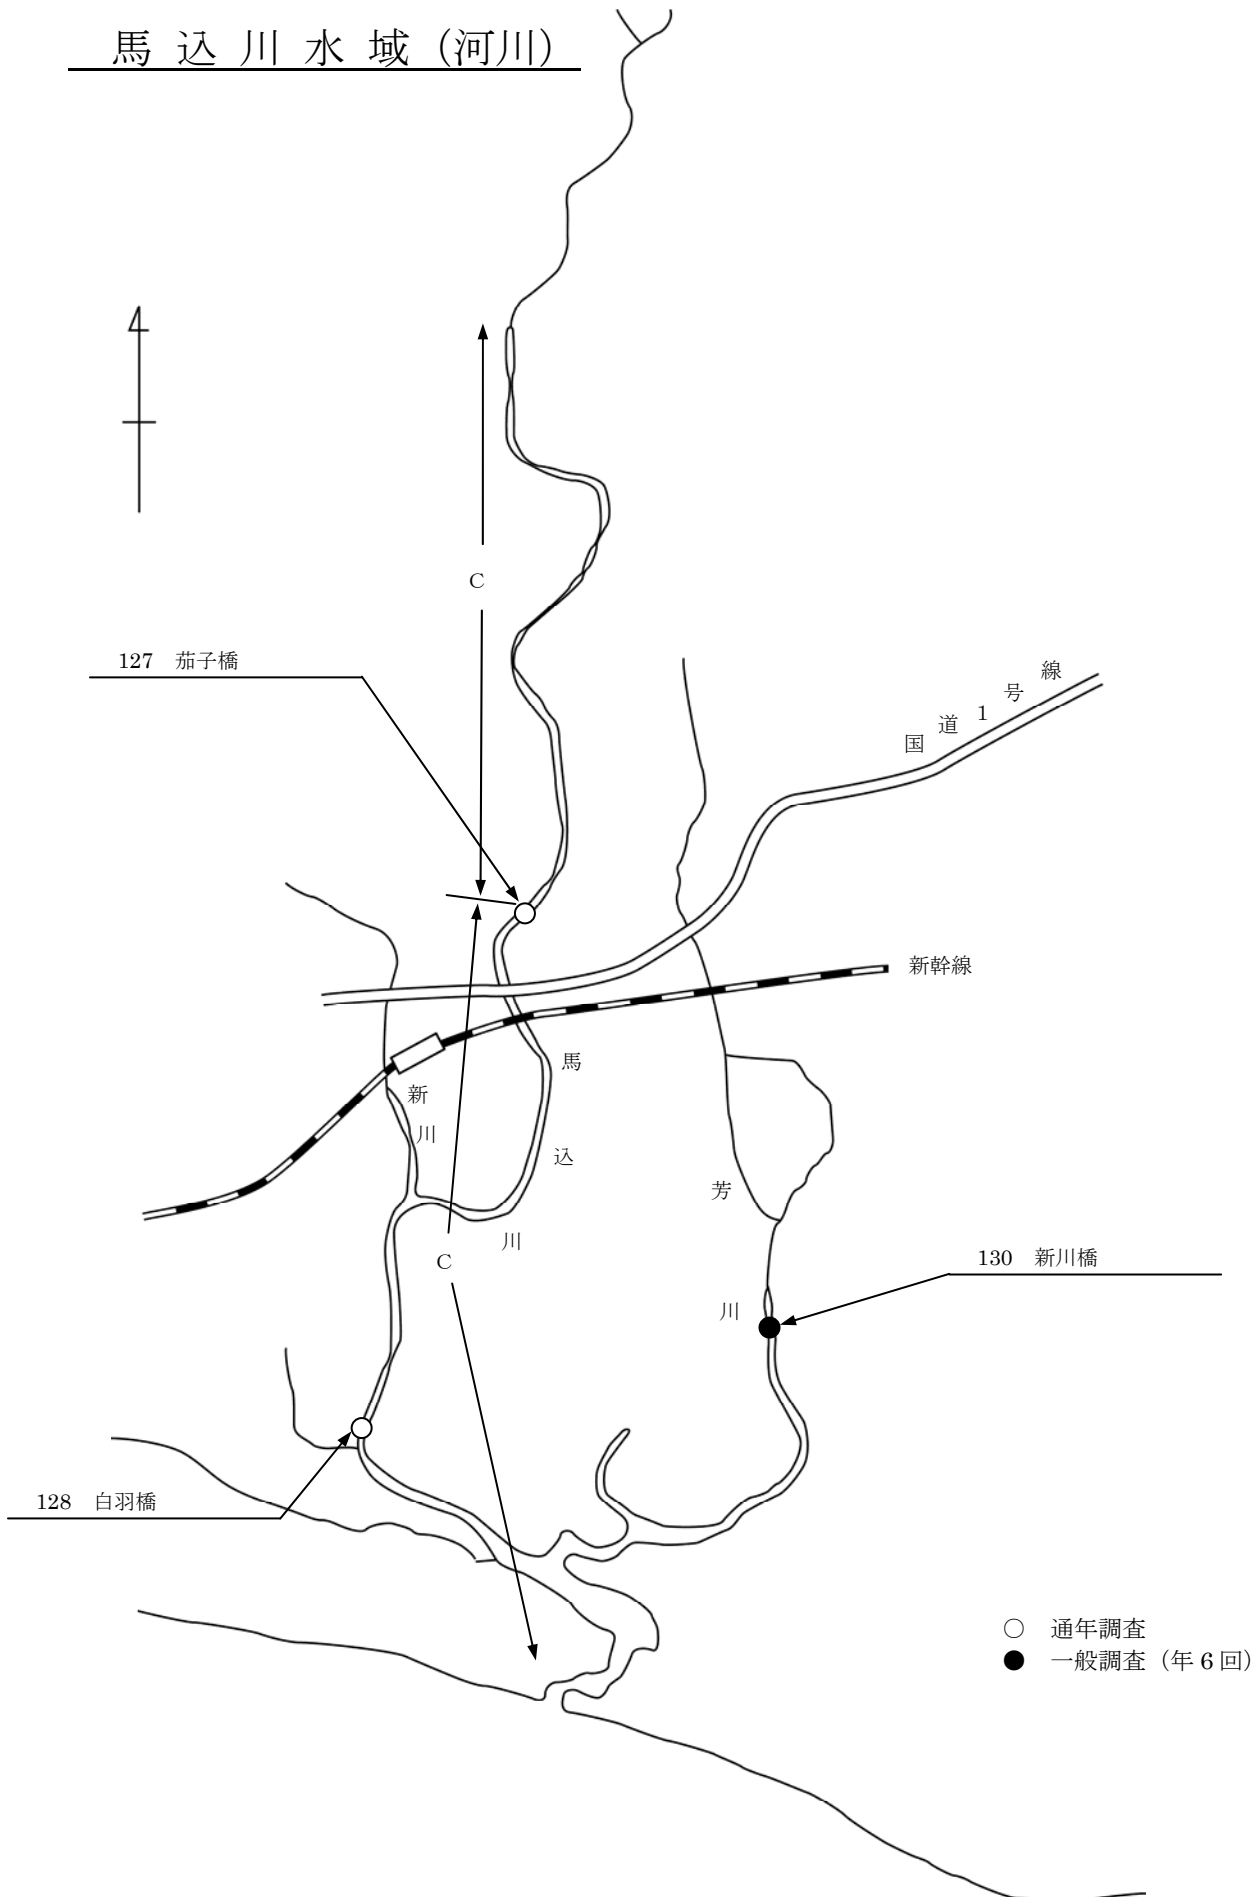 馬込川水域（河川）
C
127 茄子橋
国道1号線
新幹線
馬込川
新川
芳川
C
130 新川橋
128 白羽橋
○ 通年調査
● 一般調査（年6回）